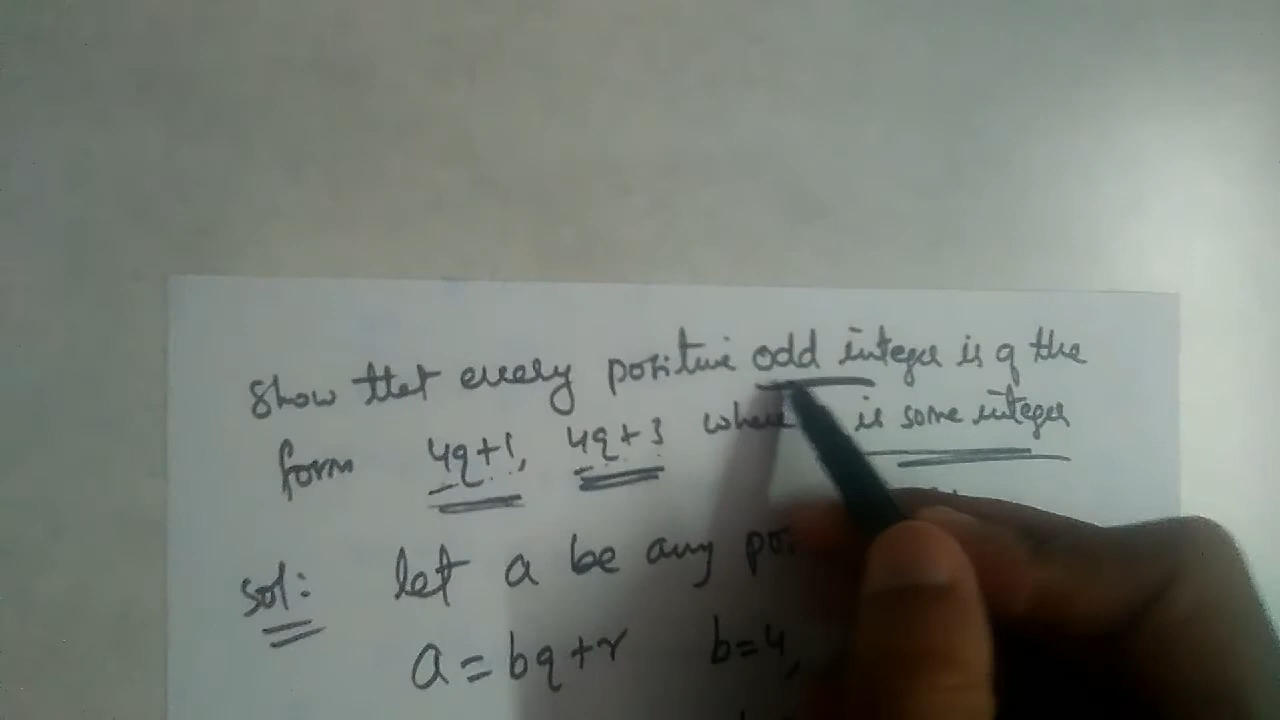 Show that every positive odd integer is of the
form 4q+1, 4q+3 where is some integer
Sol: let a be any
a = bq+r b=4,